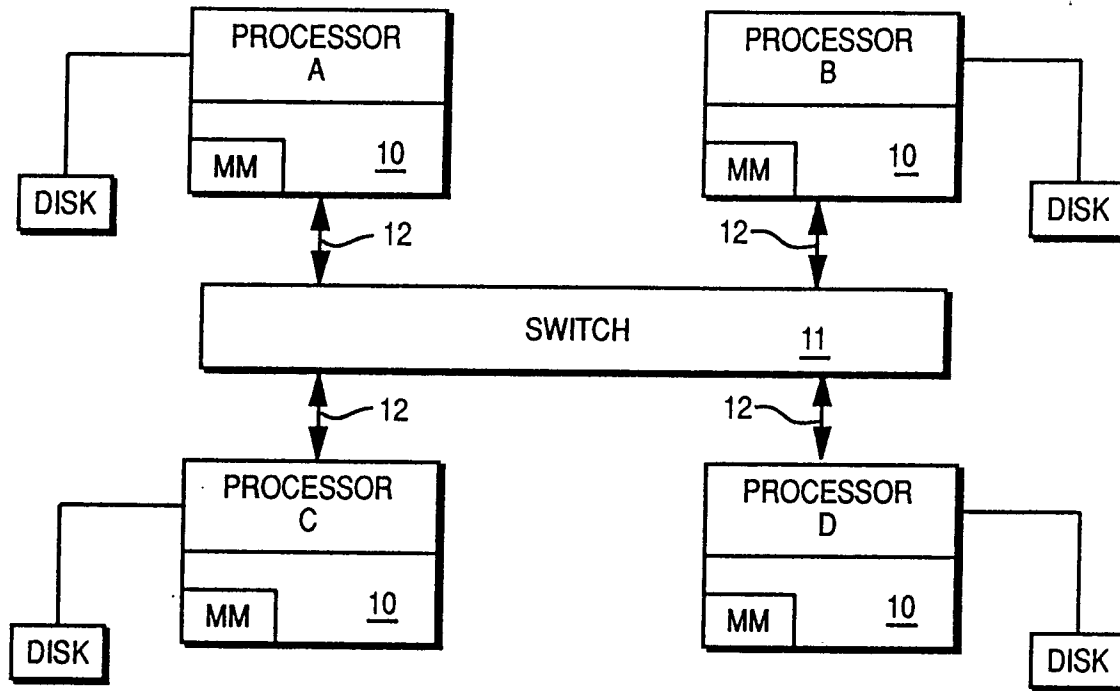 PROCESSOR
A
MM
10
DISK
12
PROCESSOR
B
MM
10
DISK
12
SWITCH
11
12
PROCESSOR
C
MM
10
DISK
12
PROCESSOR
D
MM
10
DISK